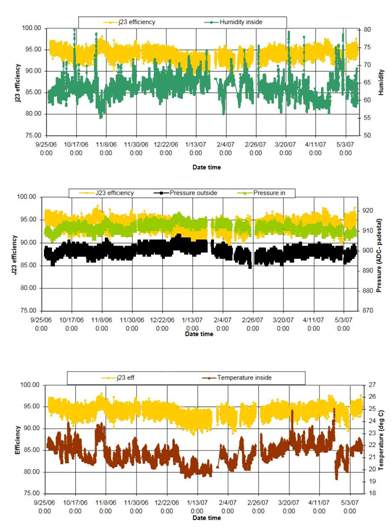 j23 efficiency Humidity inside
100.00 80
95.00 75
90.00 70
85.00 65
80.00 60
75.00 55
50
j23 efficiency
Humidity
9/25/06 10/17/06 11/8/06 11/30/06 12/22/06 1/13/07 2/4/07 2/26/07 3/20/07 4/11/07 5/3/07
0:00 0:00 0:00 0:00 0:00 0:00 0:00 0:00 0:00 0:00 0:00
Date time
J23 efficiency Pressure outside Pressure in
100.00
95.00 920
90.00 910
85.00 900
80.00 890
75.00 880
870
J23 efficiency
Pressure (ADC- padestal)
9/25/06 10/17/06 11/8/06 11/30/06 12/22/06 1/13/07 2/4/07 2/26/07 3/20/07 4/11/07 5/3/07
0:00 0:00 0:00 0:00 0:00 0:00 0:00 0:00 0:00 0:00 0:00
Date time
j23 eff Temperature inside
100.00 27
95.00 26
90.00 25
85.00 24
80.00 23
75.00 22
21
20
19
18
Efficiency
Temperature (deg C)
9/25/06 10/17/06 11/8/06 11/30/06 12/22/06 1/13/07 2/4/07 2/26/07 3/20/07 4/11/07 5/3/07
0:00 0:00 0:00 0:00 0:00 0:00 0:00 0:00 0:00 0:00 0:00
Date time